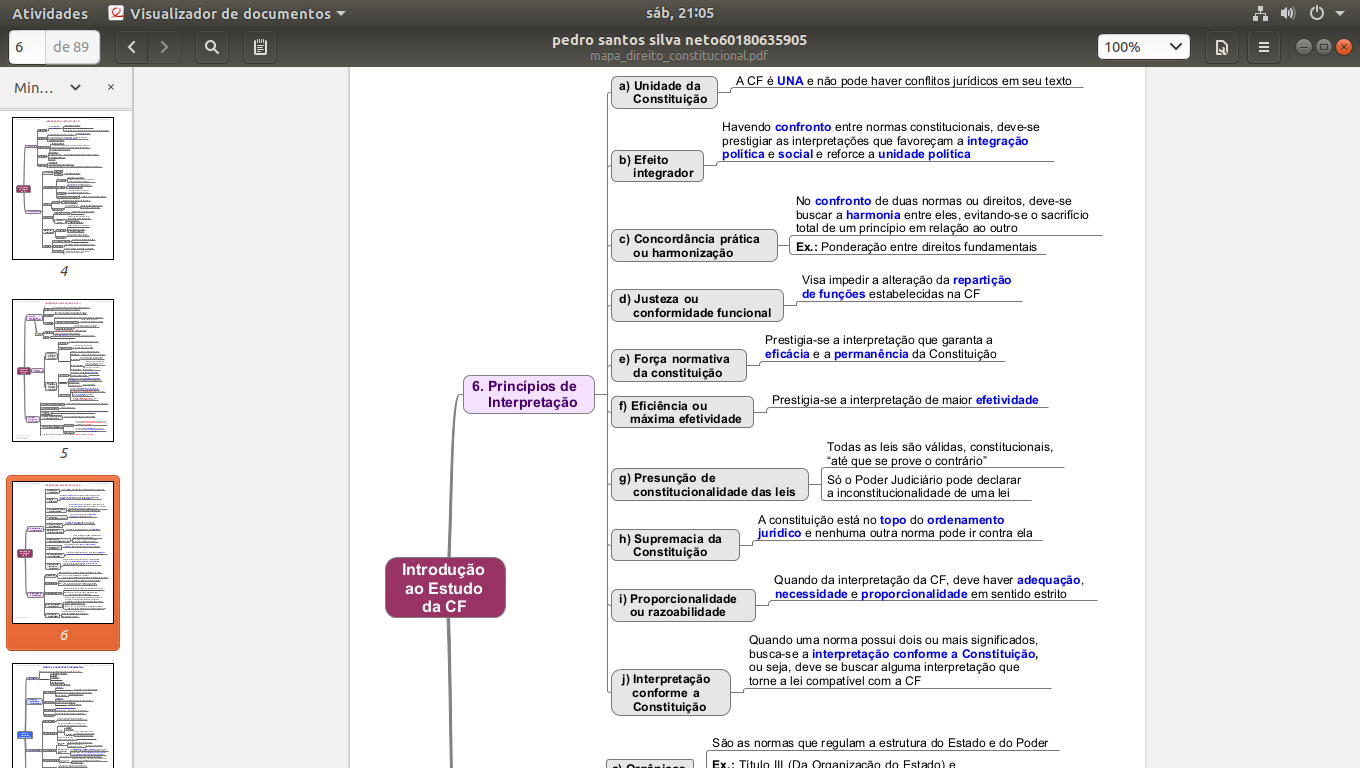 Atividades
Visualizador de documentos
sáb, 21:05
6
de 89
pedro santos silva neto60180635905
mapa_direito_constitucional.pdf
100%
Min…
4
5
6
a) Unidade da
Constituição
A CF é UNA e não pode haver conflitos jurídicos em seu texto
b) Efeito
integrador
Havendo confronto entre normas constitucionais, deve-se
prestigiar as interpretações que favoreçam a integração
política e social e reforce a unidade política
c) Concordância prática
ou harmonização
No confronto de duas normas ou direitos, deve-se
buscar a harmonia entre eles, evitando-se o sacrifício
total de um princípio em relação ao outro
Ex.: Ponderação entre direitos fundamentais
d) Justeza ou
conformidade funcional
Visa impedir a alteração da repartição
de funções estabelecidas na CF
e) Força normativa
da constituição
Prestigia-se a interpretação que garanta a
eficácia e a permanência da Constituição
6. Princípios de
Interpretação
f) Eficiência ou
máxima efetividade
Prestigia-se a interpretação de maior efetividade
g) Presunção de
constitucionalidade das leis
Todas as leis são válidas, constitucionais,
“até que se prove o contrário”
Só o Poder Judiciário pode declarar
a inconstitucionalidade de uma lei
h) Supremacia da
Constituição
A constituição está no topo do ordenamento
jurídico e nenhuma outra norma pode ir contra ela
Introdução
ao Estudo
da CF
i) Proporcionalidade
ou razoabilidade
Quando da interpretação da CF, deve haver adequação,
necessidade e proporcionalidade em sentido estrito
j) Interpretação
conforme a
Constituição
Quando uma norma possui dois ou mais significados,
busca-se a interpretação conforme a Constituição,
ou seja, deve se buscar alguma interpretação que
torne a lei compatível com a CF
São as normas que regulam a estrutura do Estado e do Poder
a) Orgânicos
Ex.: Título III (Da Organização do Estado) e